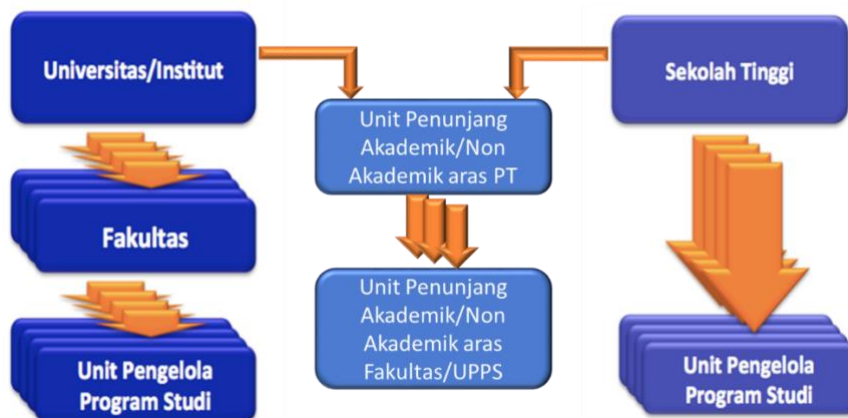 Universitas/Institut
Fakultas
Unit Pengelola
Program Studi
Unit Penunjang
Akademik/Non
Akademik aras PT
Unit Penunjang
Akademik/Non
Akademik aras
Fakultas/UPPS
Sekolah Tinggi
Unit Pengelola
Program Studi